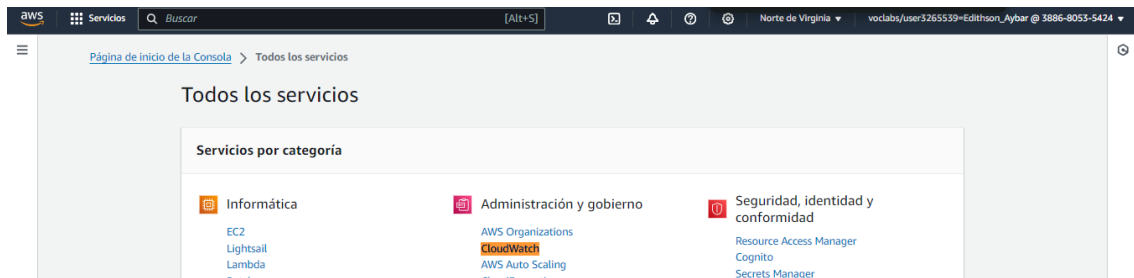 aws Servicios Buscar [Alt+S] Norte de Virginia voclabs/user3265539=Edithson_Aybar @ 3886-8053-5424
Página de inicio de la Consola > Todos los servicios
Todos los servicios
Servicios por categoría
Informática
EC2
Lightsail
Lambda
Administración y gobierno
AWS Organizations
CloudWatch
AWS Auto Scaling
Seguridad, identidad y
conformidad
Resource Access Manager
Cognito
Secrets Manager